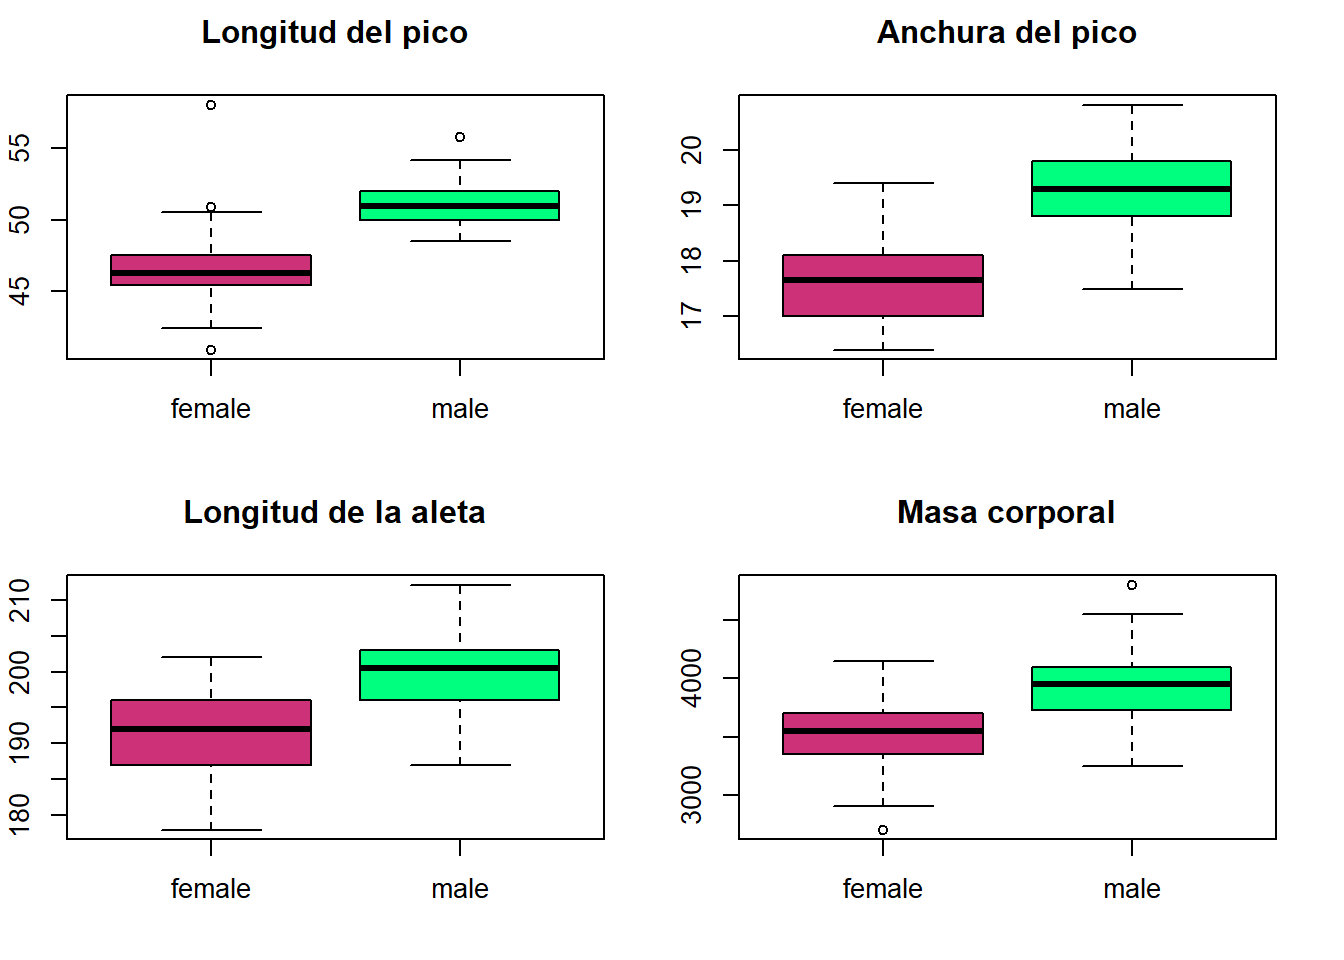 Longitud del pico
55
50
45
female male
Anchura del pico
20
19
18
17
female male
Longitud de la aleta
210
200
190
180
female male
Masa corporal
4000
3000
female male